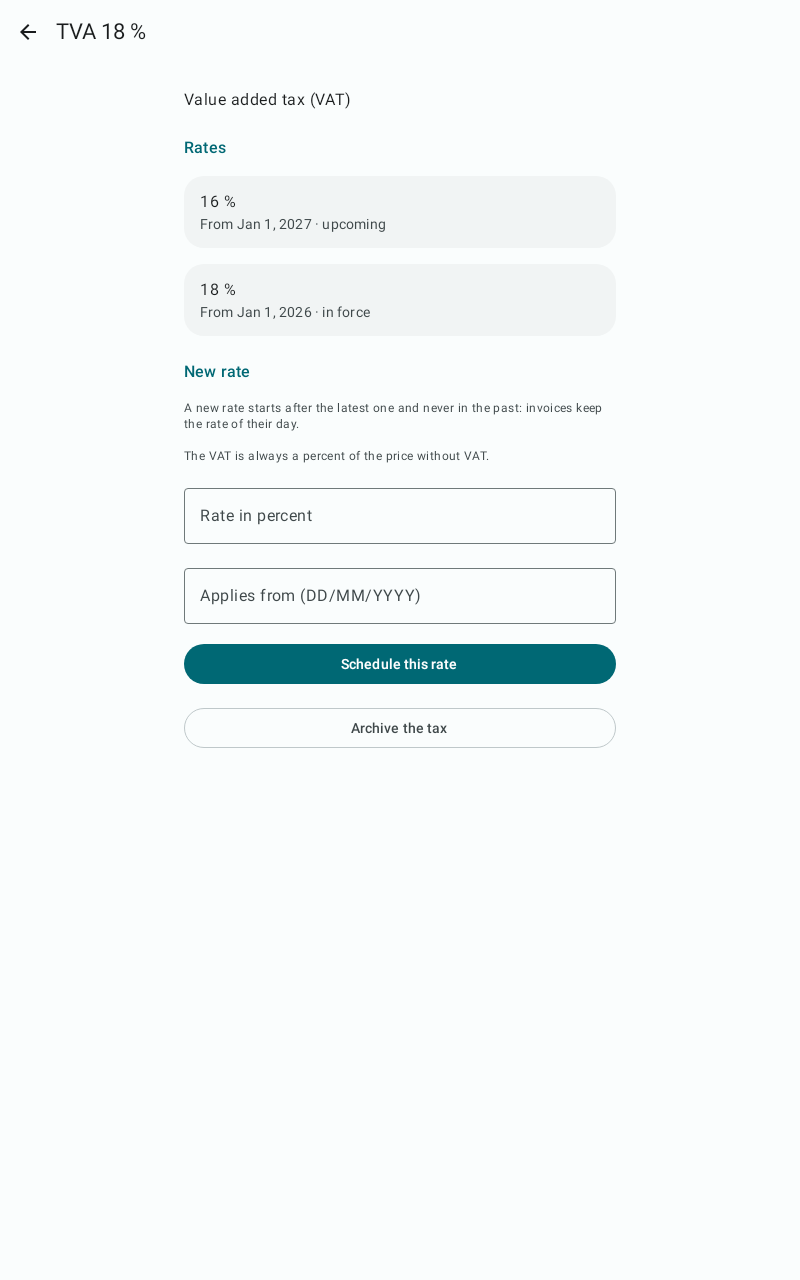 TVA 18 %
Value added tax (VAT)
Rates
16 %
From Jan 1, 2027 · upcoming
18 %
From Jan 1, 2026 · in force
New rate
A new rate starts after the latest one and never in the past: invoices keep
the rate of their day.
The VAT is always a percent of the price without VAT.
Rate in percent
Applies from (DD/MM/YYYY)
Schedule this rate
Archive the tax